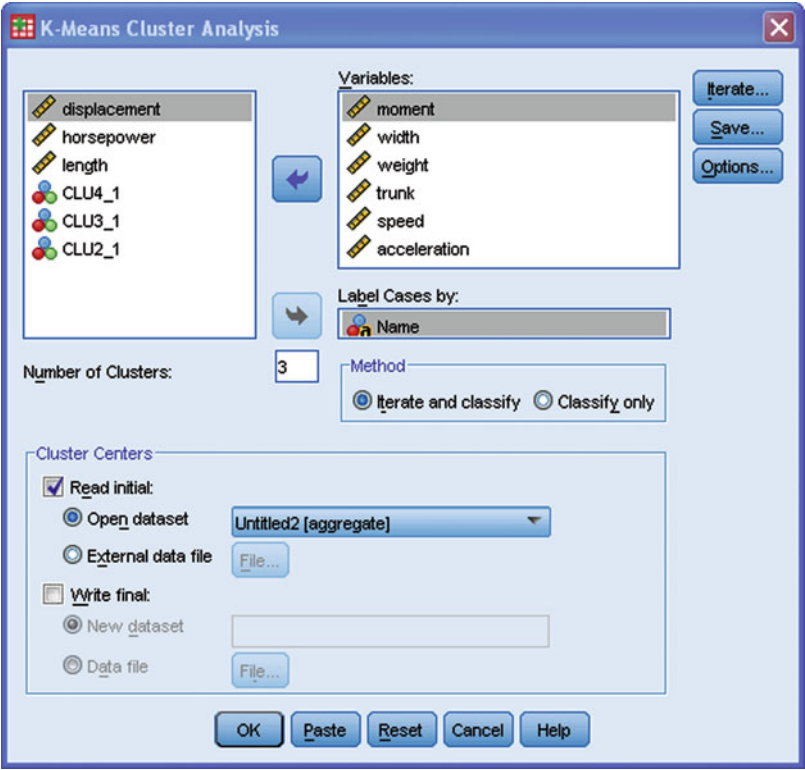 K-Means Cluster Analysis
displacement
horsepower
length
CLU4_1
CLU3_1
CLU2_1
Variables:
moment
width
weight
trunk
speed
acceleration
Iterate...
Save...
Options...
Label Cases by:
Name
Number of Clusters:
3
Method
Iterate and classify
Classify only
Cluster Centers
Read initial:
Open dataset
Untitled2 [aggregate]
External data file
File...
Write final:
New dataset
Data file
File...
OK
Paste
Reset
Cancel
Help